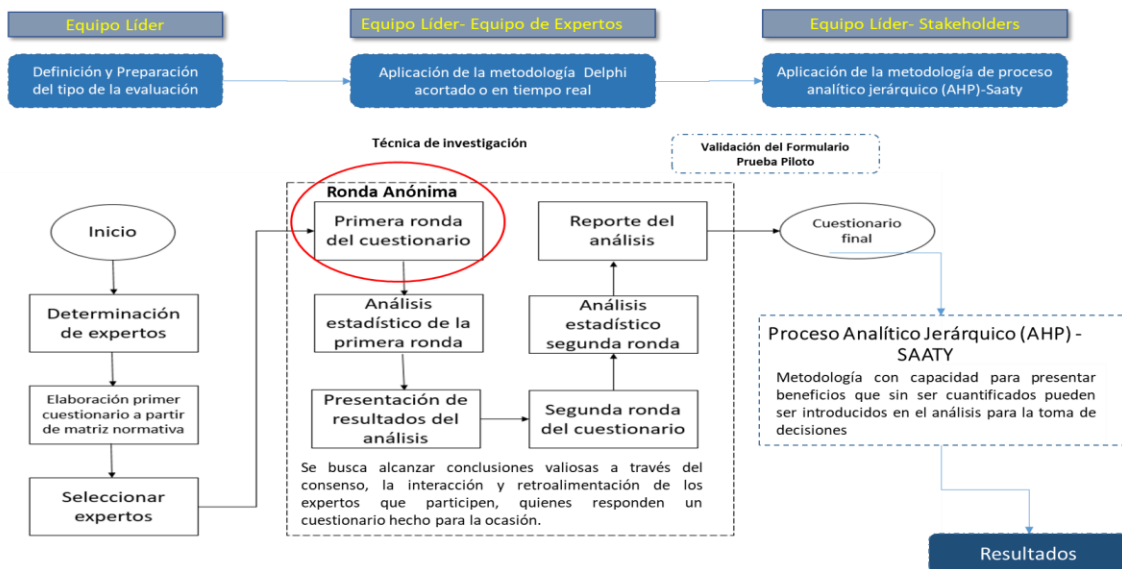 Equipo Líder
Equipo Líder- Equipo de Expertos
Equipo Líder- Stakeholders
Definición y Preparación
del tipo de la evaluación
Aplicación de la metodología Delphi
acortado o en tiempo real
Aplicación de la metodología de proceso
analítico jerárquico (AHP)-Saaty
Técnica de investigación
Validación del Formulario
Prueba Piloto
Ronda Anónima
Inicio
Determinación
de expertos
Elaboración primer
cuestionario a partir
de matriz normativa
Seleccionar
expertos
Primera ronda
del cuestionario
Análisis
estadístico de la
primera ronda
Presentación de
resultados del
análisis
Segunda ronda
del cuestionario
Análisis
estadístico
segunda ronda
Reporte del
análisis
Se busca alcanzar conclusiones valiosas a través del
consenso, la interacción y retroalimentación de los
expertos que participen, quienes responden un
cuestionario hecho para la ocasión.
Cuestionario
final
Proceso Analítico Jerárquico (AHP) -
SAATY
Metodología con capacidad para presentar
beneficios que sin ser cuantificados pueden
ser introducidos en el análisis para la toma de
decisiones
Resultados